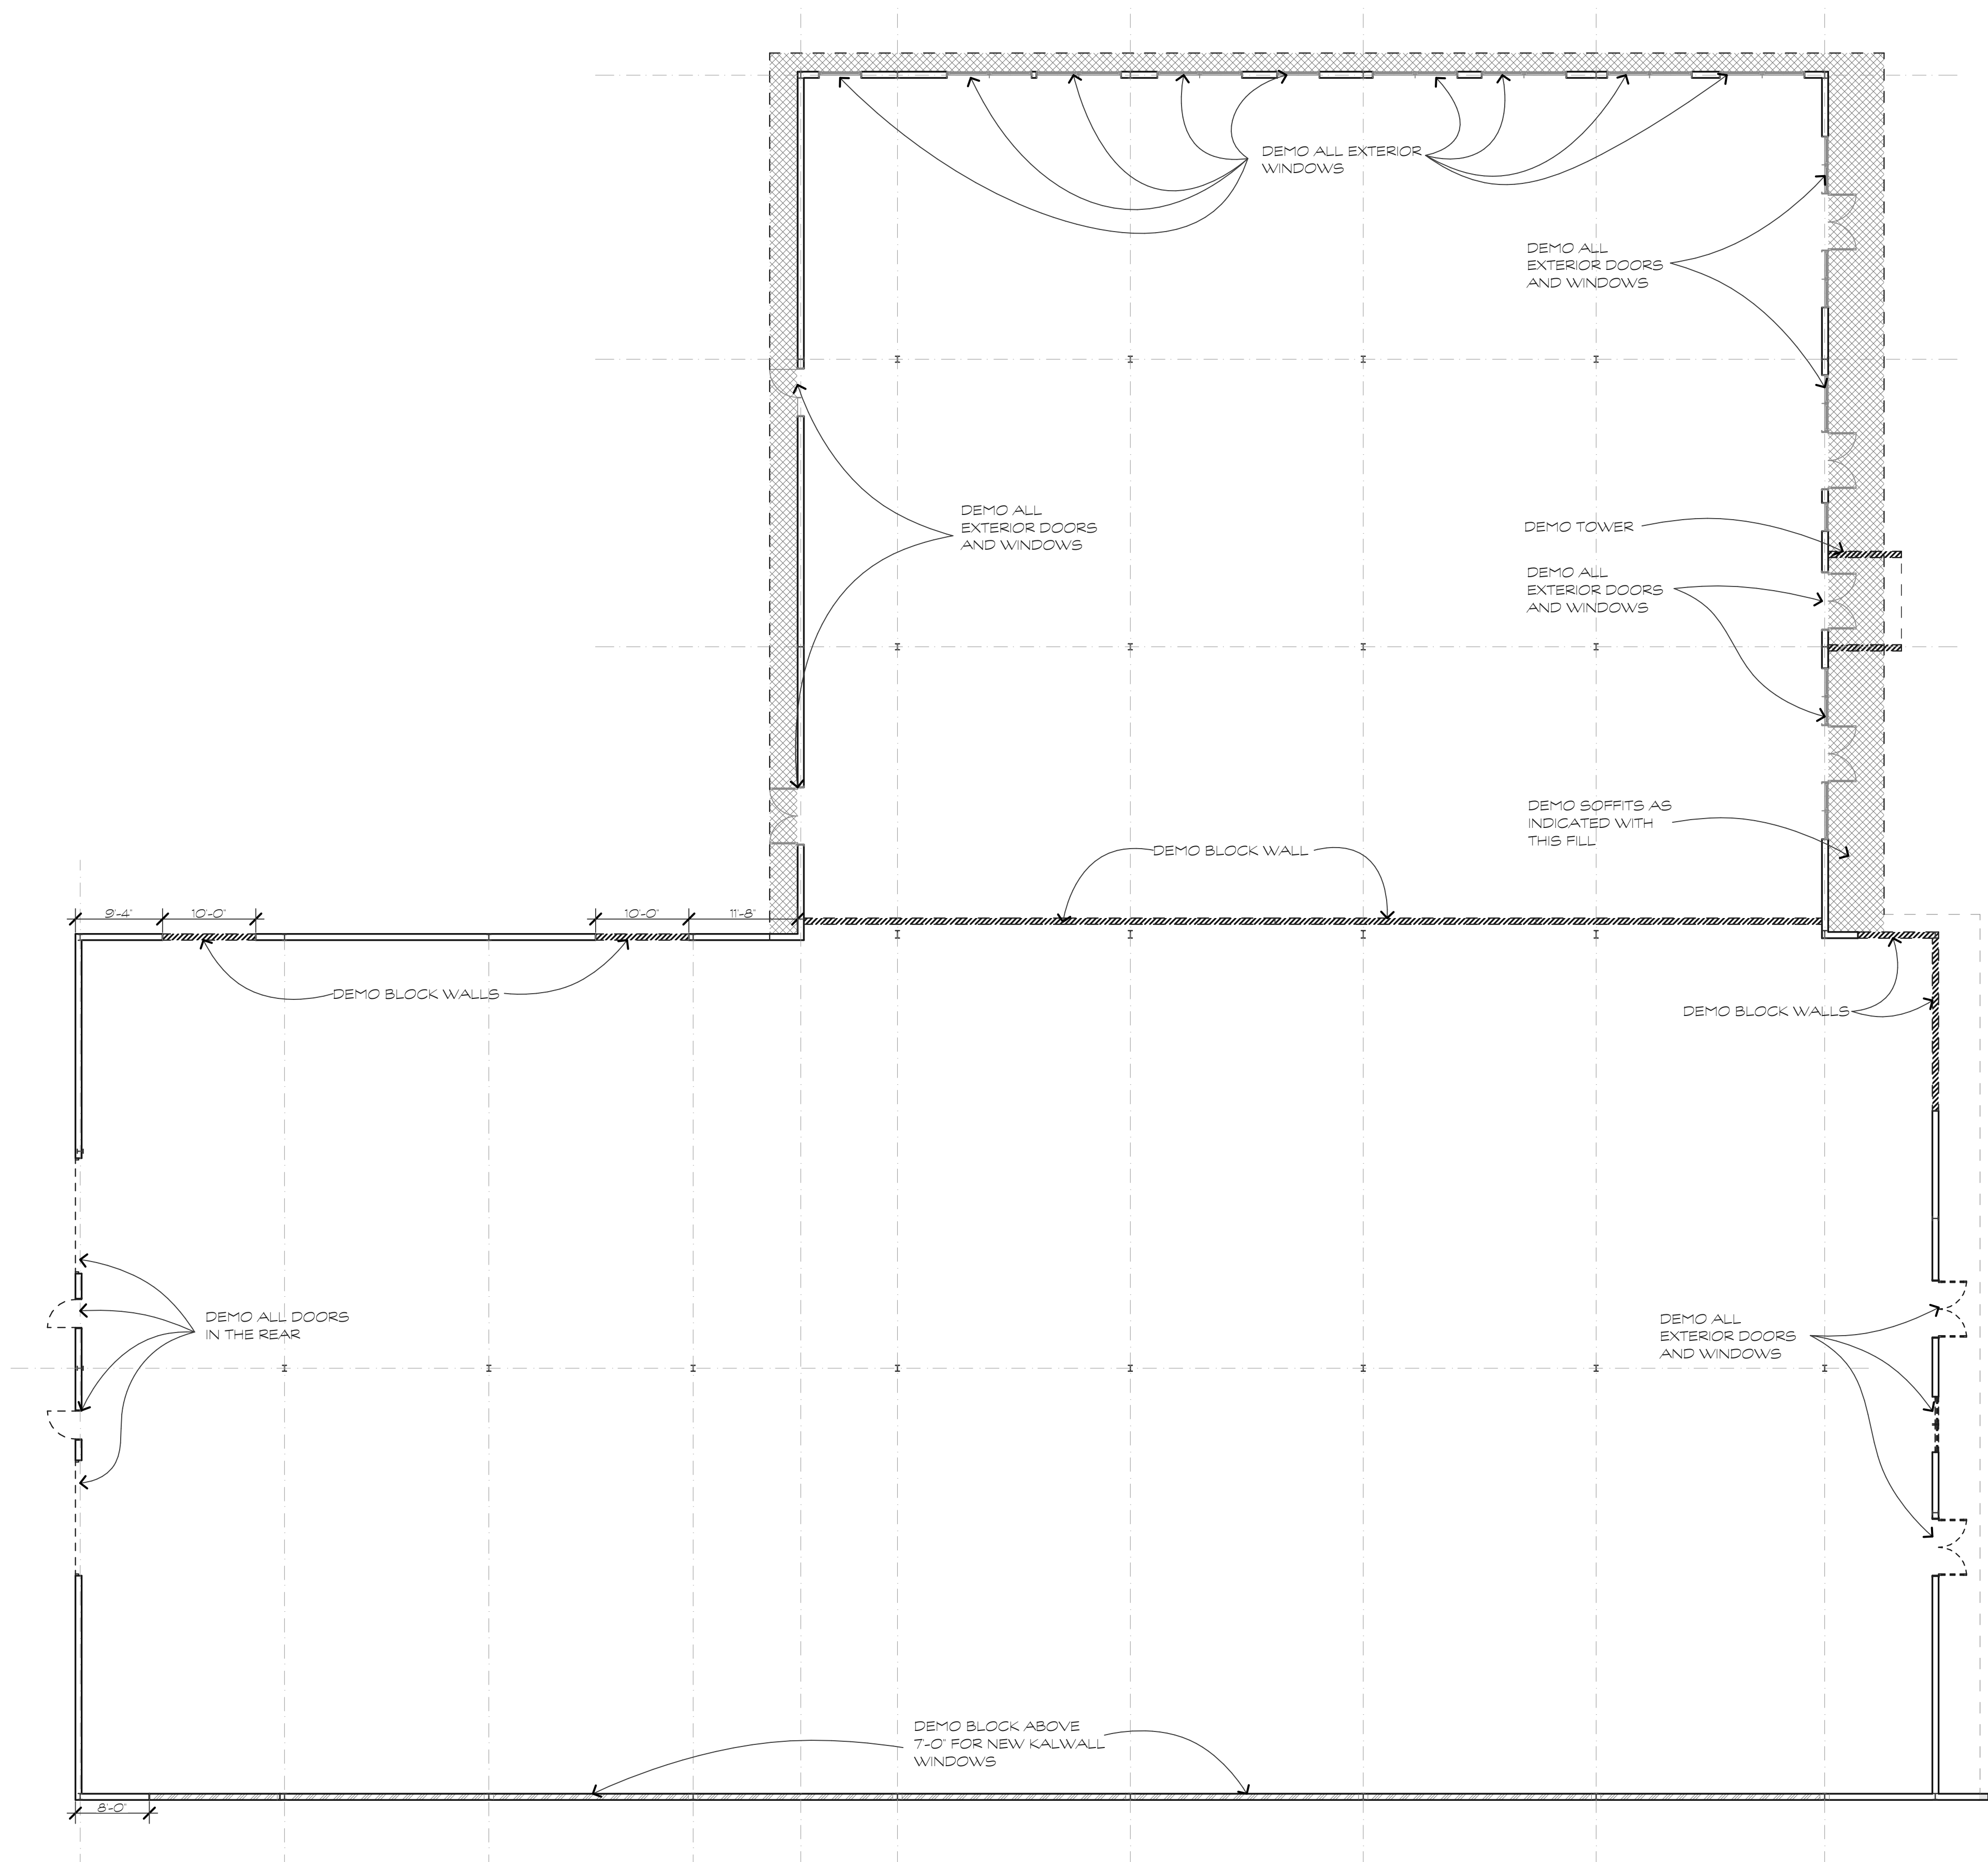 DEMO ALL EXTERIOR
WINDOWS
DEMO ALL
EXTERIOR DOORS
AND WINDOWS
DEMO ALL
EXTERIOR DOORS
AND WINDOWS
DEMO TOWER
DEMO ALL
EXTERIOR DOORS
AND WINDOWS
DEMO SOFFITS AS
INDICATED WITH
THIS FILL
DEMO BLOCK WALL
9'-4"
10'-0"
10'-0"
11'-8"
DEMO BLOCK WALLS
DEMO BLOCK WALLS
DEMO ALL DOORS
IN THE REAR
DEMO ALL
EXTERIOR DOORS
AND WINDOWS
DEMO BLOCK ABOVE
7'-0" FOR NEW KALWALL
WINDOWS
8'-0"